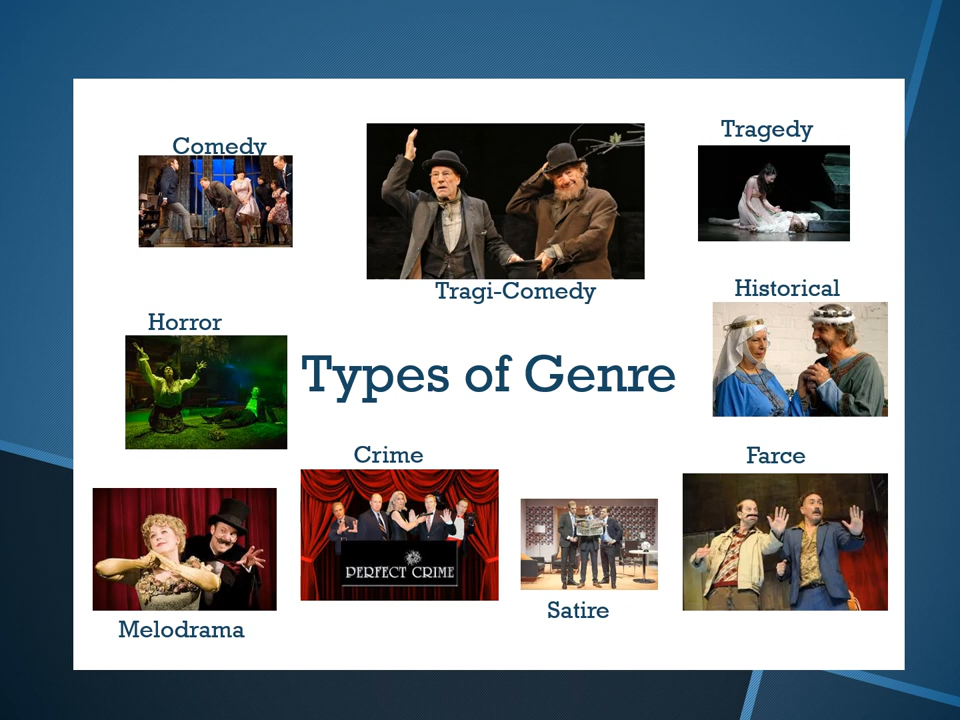 Comedy
Tragi-Comedy
Tragedy
Horror
Types of Genre
Historical
Melodrama
Crime
PERFECT CRIME
Satire
Farce